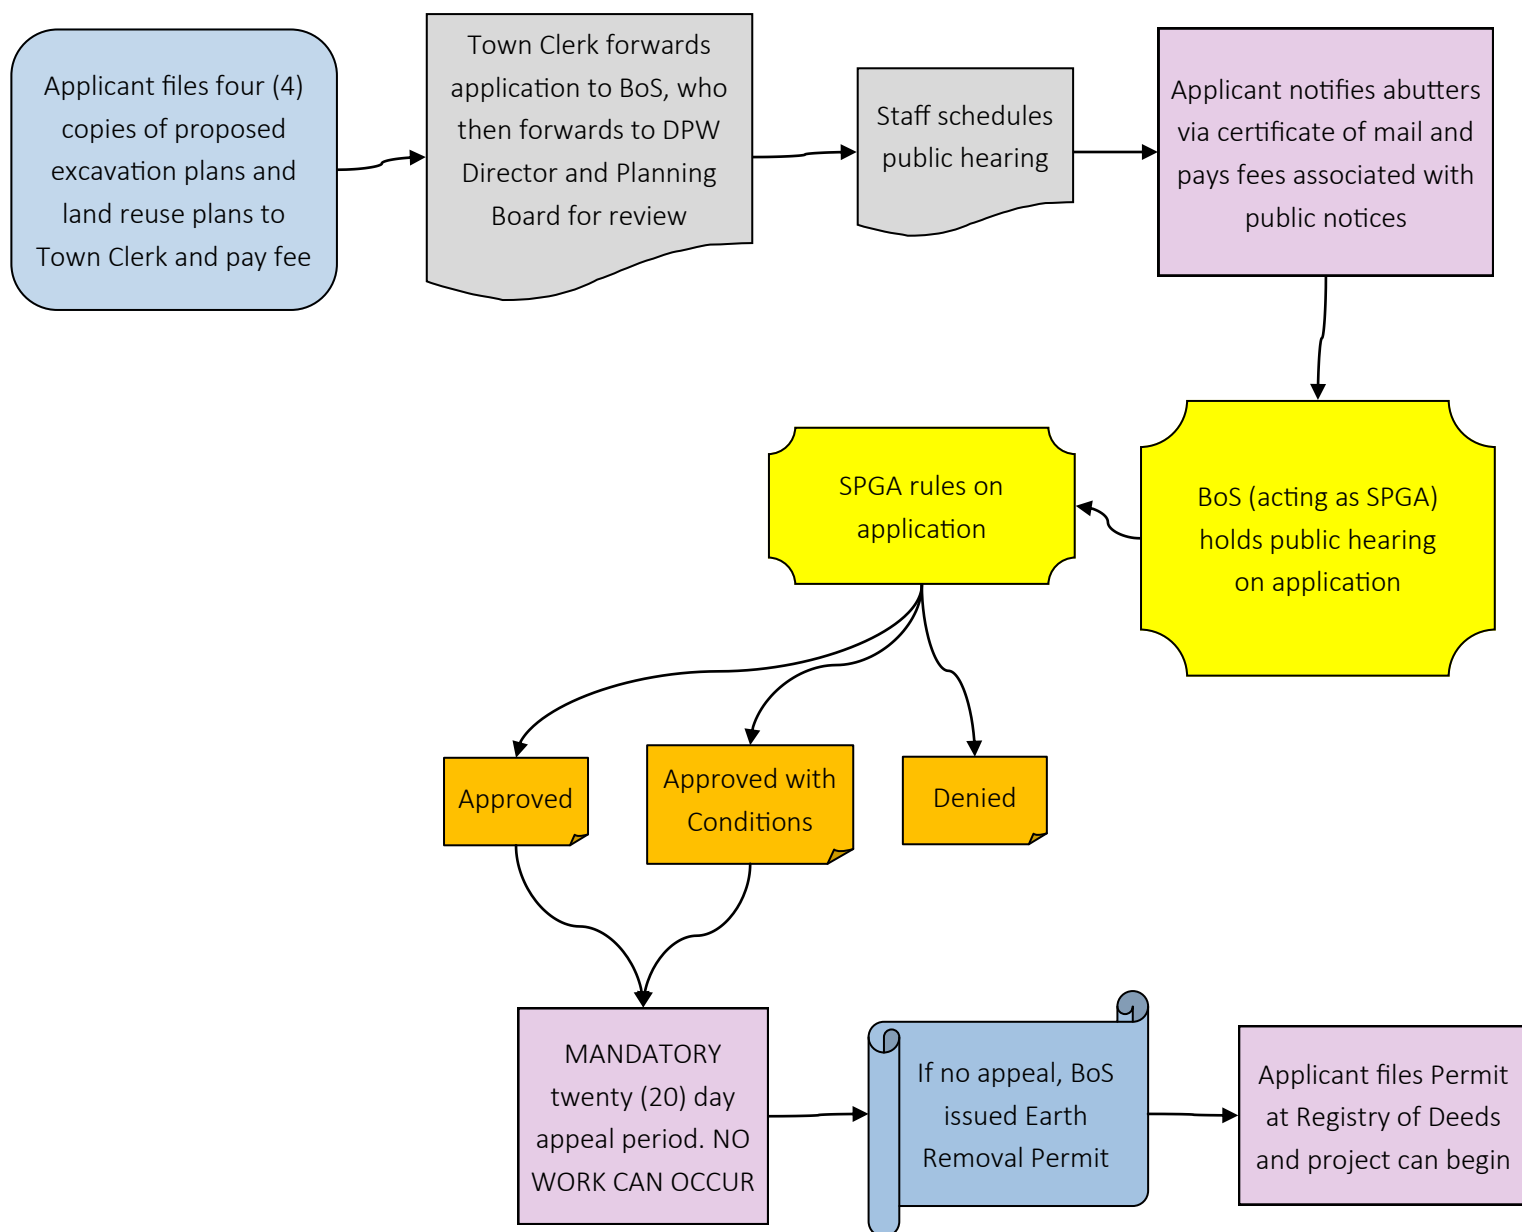 Applicant files four (4)
copies of proposed
excavation plans and
land reuse plans to
Town Clerk and pay fee
Town Clerk forwards
application to BoS, who
then forwards to DPW
Director and Planning
Board for review
Staff schedules
public hearing
Applicant notifies abutters
via certificate of mail and
pays fees associated with
public notices
BoS (acting as SPGA)
holds public hearing
on application
SPGA rules on
application
Approved
Approved with
Conditions
Denied
MANDATORY
twenty (20) day
appeal period. NO
WORK CAN OCCUR
If no appeal, BoS
issued Earth
Removal Permit
Applicant files Permit
at Registry of Deeds
and project can begin